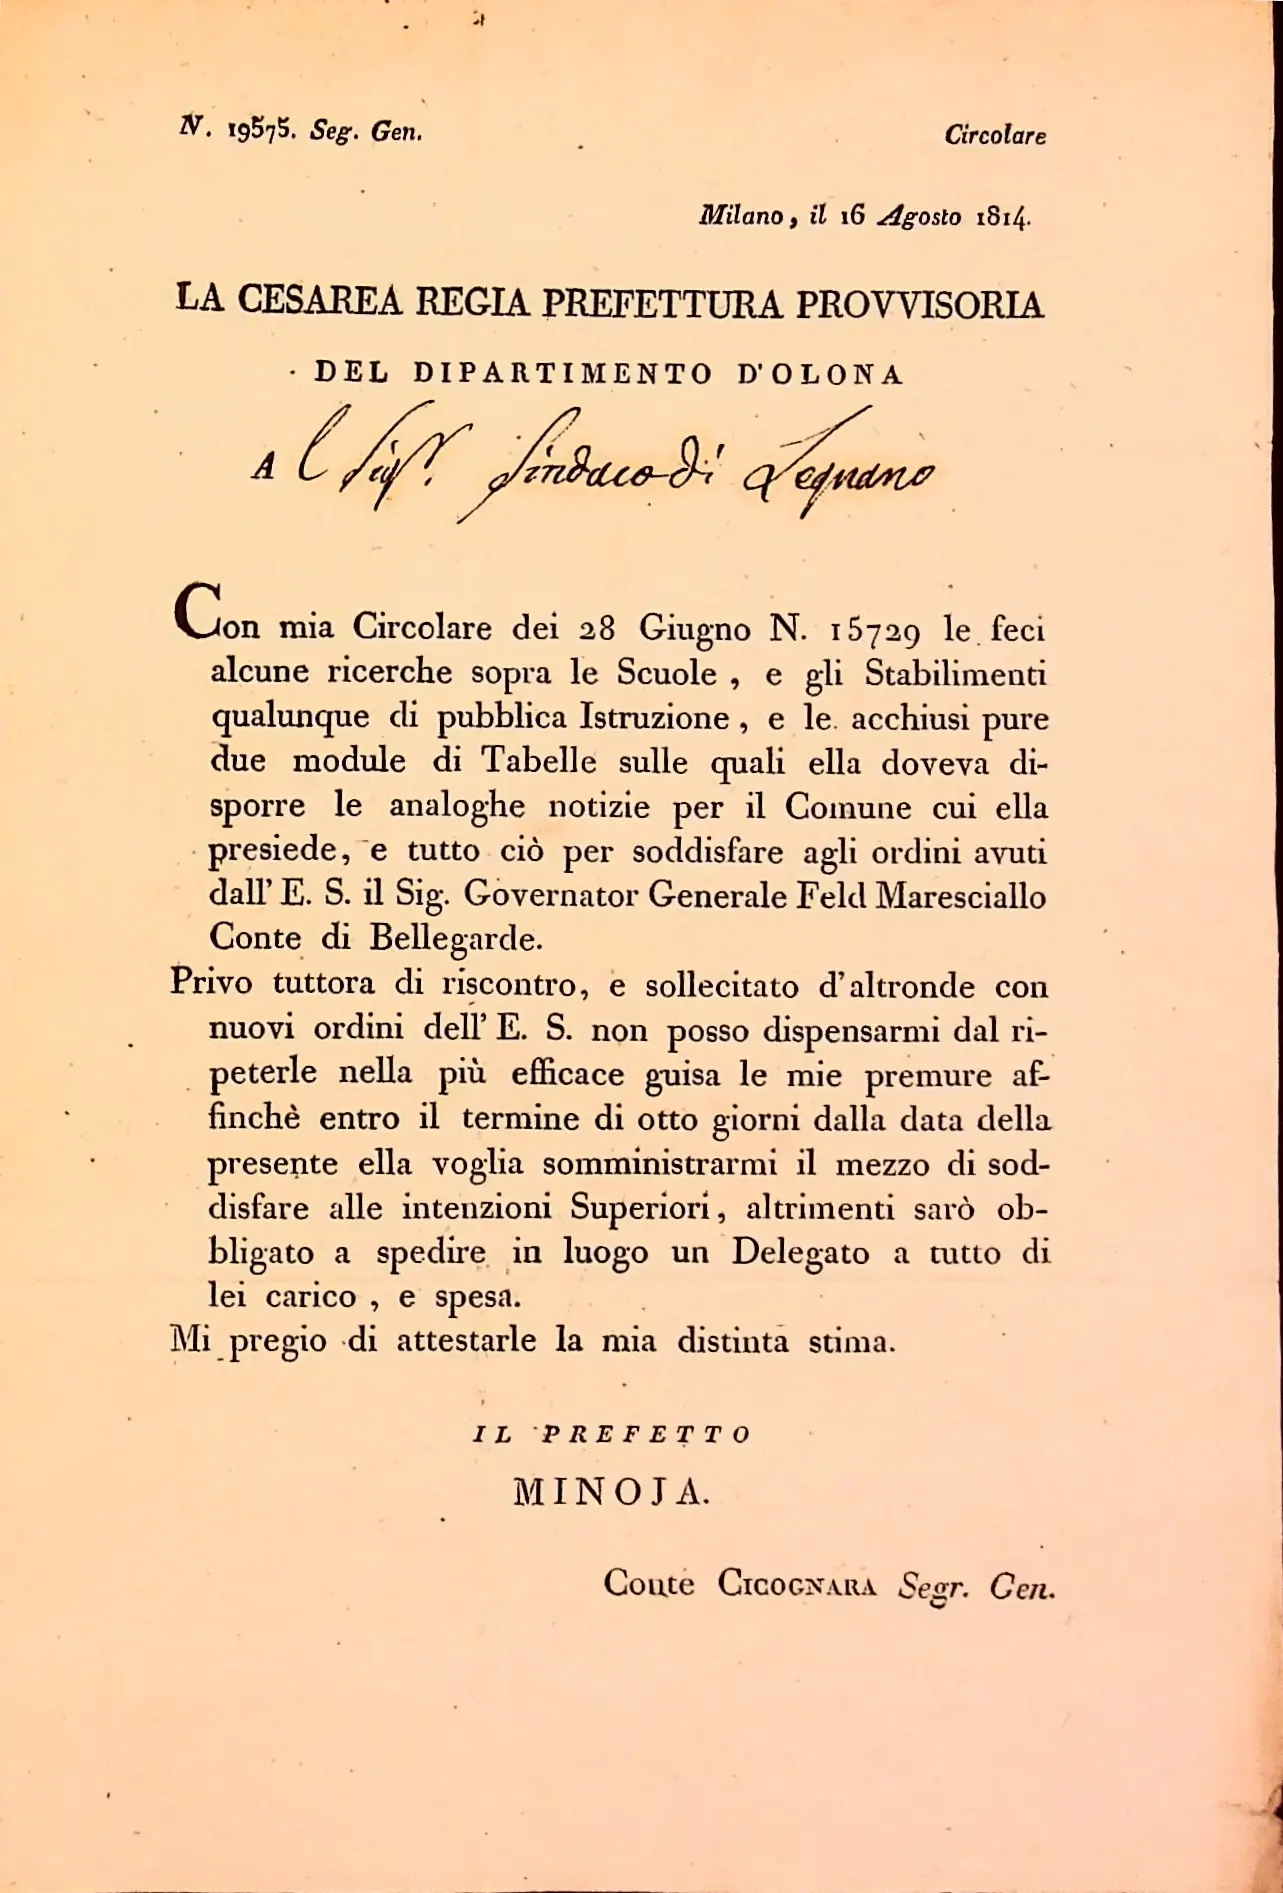 N. 19575. Seg. Gen. Circolare
Milano, il 16 Agosto 1814.
LA CESAREA REGIA PREFETTURA PROVVISORIA
DEL DIPARTIMENTO D'OLONA
Al Sigr. Sindaco di Legnano
Con mia Circolare dei 28 Giugno N. 15729 le feci
alcune ricerche sopra le Scuole, e gli Stabilimenti
qualunque di pubblica Istruzione, e le acchiusi pure
due module di Tabelle sulle quali ella doveva di-
sporre le analoghe notizie per il Comune cui ella
presiede, e tutto ciò per soddisfare agli ordini avuti
dall' E. S. il Sig. Governator Generale Feld Maresciallo
Conte di Bellegarde.
Privo tuttora di riscontro, e sollecitato d'altronde con
nuovi ordini dell' E. S. non posso dispensarmi dal ri-
peterle nella più efficace guisa le mie premure af-
finchè entro il termine di otto giorni dalla data della
presente ella voglia somministrarmi il mezzo di sod-
disfare alle intenzioni Superiori, altrimenti sarò ob-
bligato a spedire in luogo un Delegato a tutto di
lei carico, e spesa.
Mi pregio di attestarle la mia distinta stima.
IL PREFETTO
MINOJA.
Conte CICOGNARA Segr. Gen.